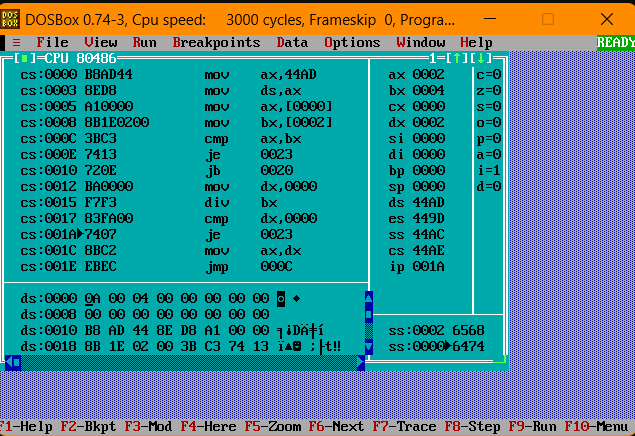 DOSBox 0.74-3, Cpu speed: 3000 cycles, Frameskip 0, Progra...
≡ File View Run Breakpoints Data Options Window Help READY
[■]=CPU 80486 1=[↑][↓]
cs:0000 B8AD44 mov ax,44AD ax 0002 c=0
cs:0003 8ED8 mov ds,ax bx 0004 z=0
cs:0005 A10000 mov ax,[0000] cx 0000 s=0
cs:0008 8B1E0200 mov bx,[0002] dx 0002 o=0
cs:000C 3BC3 cmp ax,bx si 0000 p=0
cs:000E 7413 je 0023 di 0000 a=0
cs:0010 720E jb 0020 bp 0000 i=1
cs:0012 BA0000 mov dx,0000 sp 0000 d=0
cs:0015 F7F3 div bx ds 44AD
cs:0017 83FA00 cmp dx,0000 es 449D
cs:001A►7407 je 0023 ss 44AC
cs:001C 8BC2 mov ax,dx cs 44AE
cs:001E EBEC jmp 000C ip 001A
ds:0000 0A 00 04 00 00 00 00 00 ◘ ♦
ds:0008 00 00 00 00 00 00 00 00
ds:0010 B8 AD 44 8E D8 A1 00 00 ╕¡DÄ╪í ss:0002 6568
ds:0018 8B 1E 02 00 3B C3 74 13 ï▲☻ ;├t‼ ss:0000►6474
F1-Help F2-Bkpt F3-Mod F4-Here F5-Zoom F6-Next F7-Trace F8-Step F9-Run F10-Menu